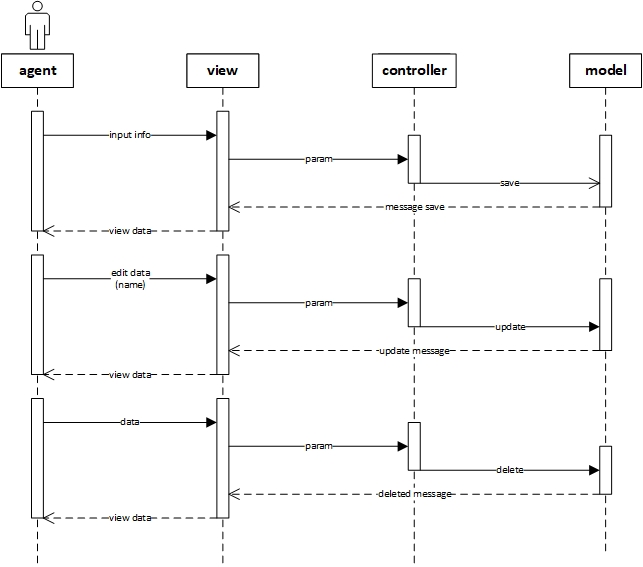 agent
view
controller
model
input info
param
save
message save
view data
edit data
(name)
param
update
update message
view data
data
param
delete
deleted message
view data